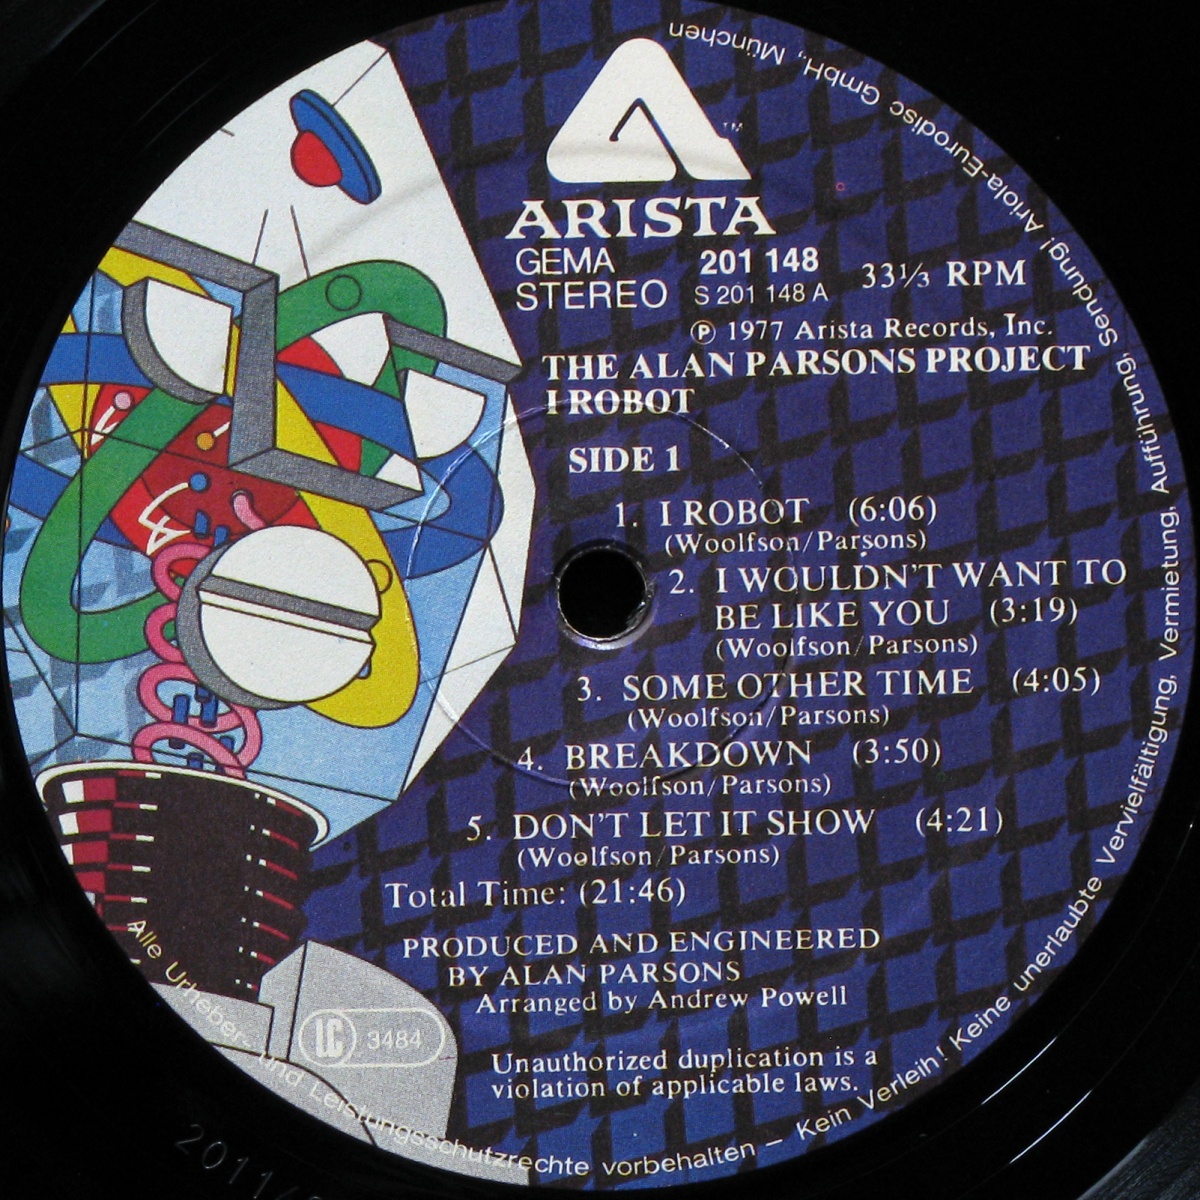 ARISTA
TM
GEMA
STEREO
201 148
S 201 148 A
33⅓ RPM
Ⓟ 1977 Arista Records, Inc.
THE ALAN PARSONS PROJECT
I ROBOT
SIDE 1
1. I ROBOT (6:06)
(Woolfson/Parsons)
2. I WOULDN'T WANT TO
BE LIKE YOU (3:19)
(Woolfson/Parsons)
3. SOME OTHER TIME (4:05)
(Woolfson/Parsons)
4. BREAKDOWN (3:50)
(Woolfson/Parsons)
5. DON'T LET IT SHOW (4:21)
(Woolfson/Parsons)
Total Time: (21:46)
PRODUCED AND ENGINEERED
BY ALAN PARSONS
Arranged by Andrew Powell
LC 3484
Unauthorized duplication is a
violation of applicable laws.
Alle Urheber- und Leistungsschutzrechte vorbehalten – Kein Verleih! Keine unerlaubte Vervielfältigung, Vermietung, Aufführung, Sendung! Ariola-Eurodisc GmbH., München